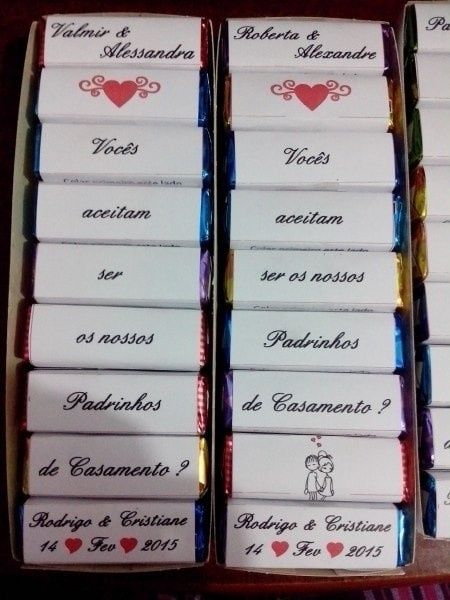 Valmir &
Alessandra
Vocês
aceitam
ser
os nossos
Padrinhos
de Casamento ?
Rodrigo & Cristiane
14 ❤ Fev ❤ 2015
Roberta &
Alexandre
Vocês
aceitam
ser os nossos
Padrinhos
de Casamento ?
Rodrigo & Cristiane
14 ❤ Fev ❤ 2015
Pa